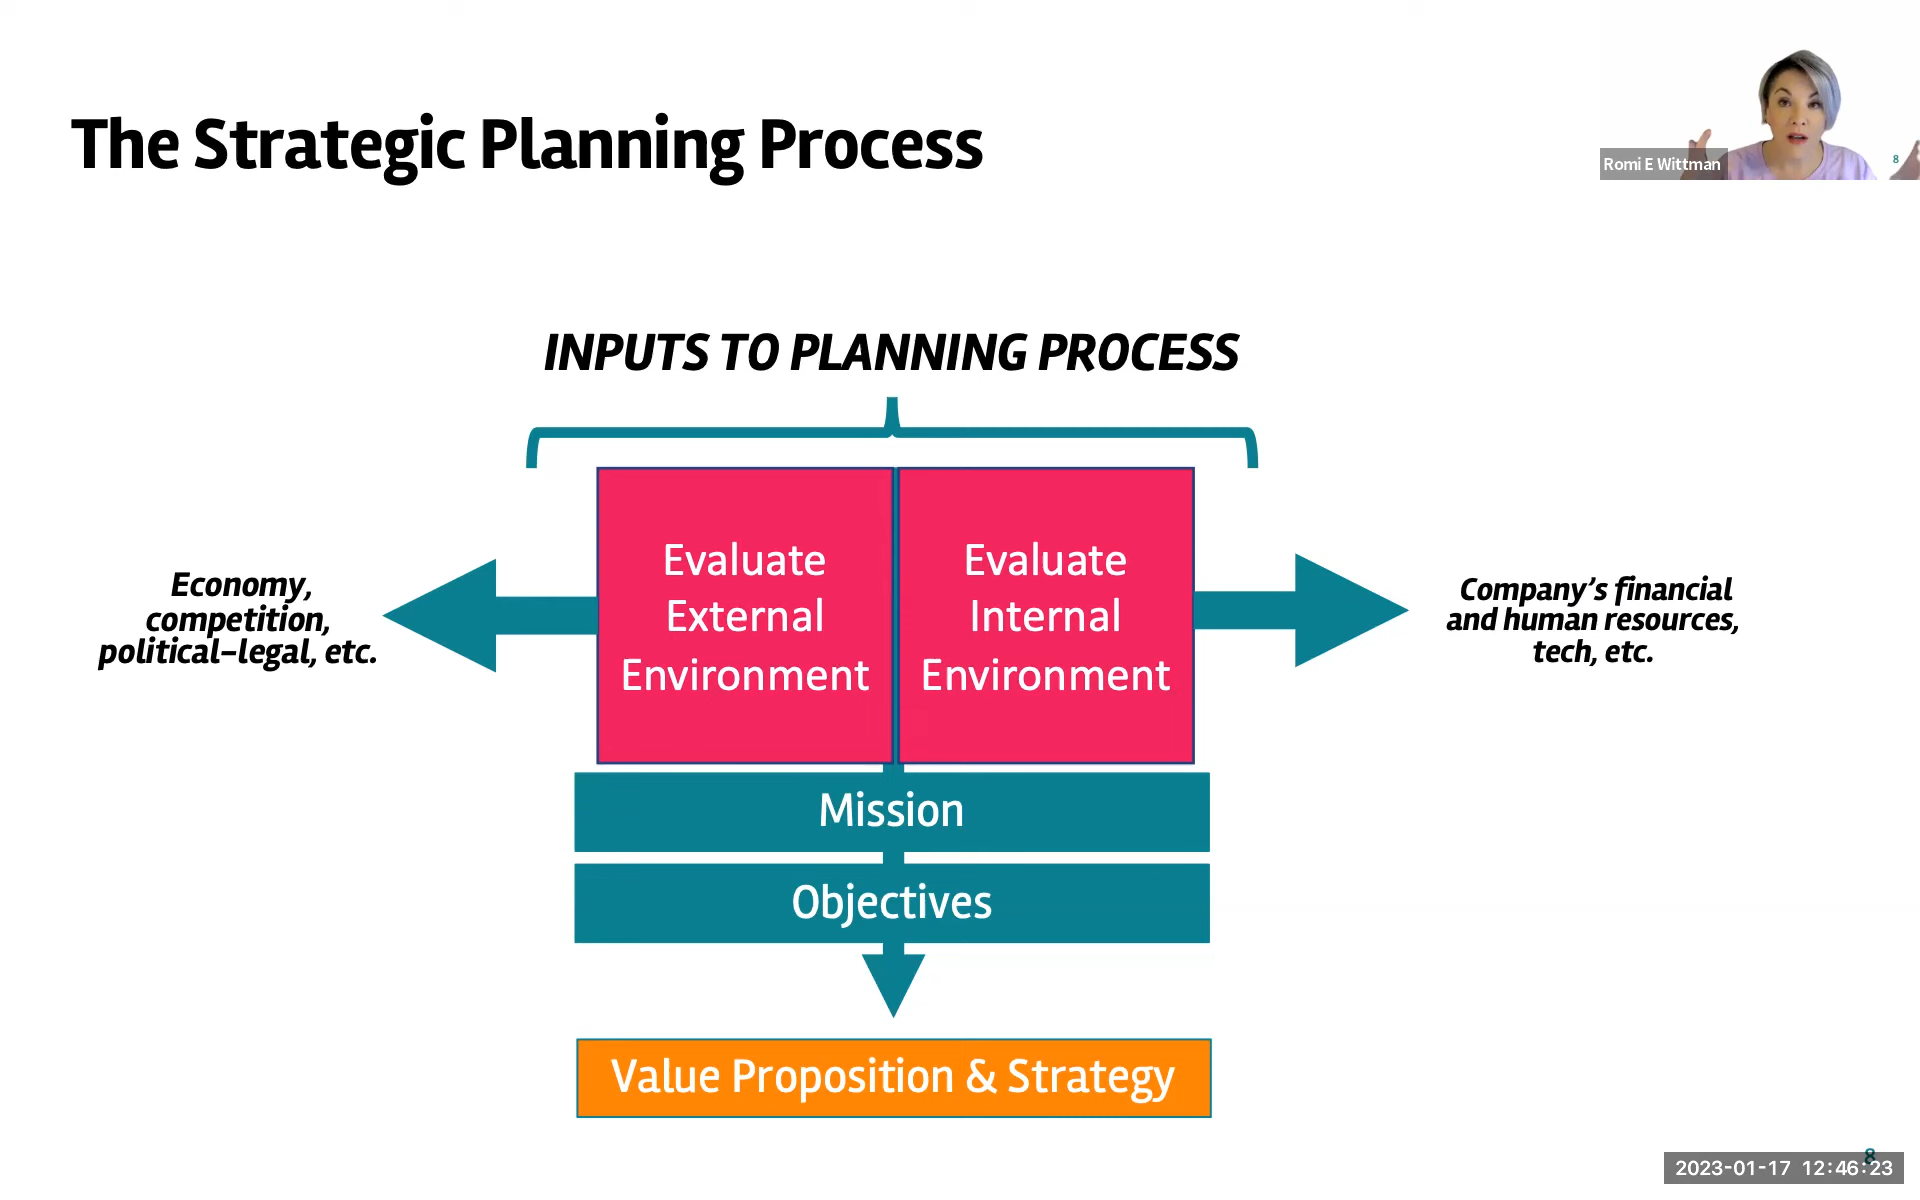 The Strategic Planning Process
Romi E Wittman
8
INPUTS TO PLANNING PROCESS
Economy,
competition,
political-legal, etc.
Evaluate
External
Environment
Evaluate
Internal
Environment
Company's financial
and human resources,
tech, etc.
Mission
Objectives
Value Proposition & Strategy
8
2023-01-17 12:46:23